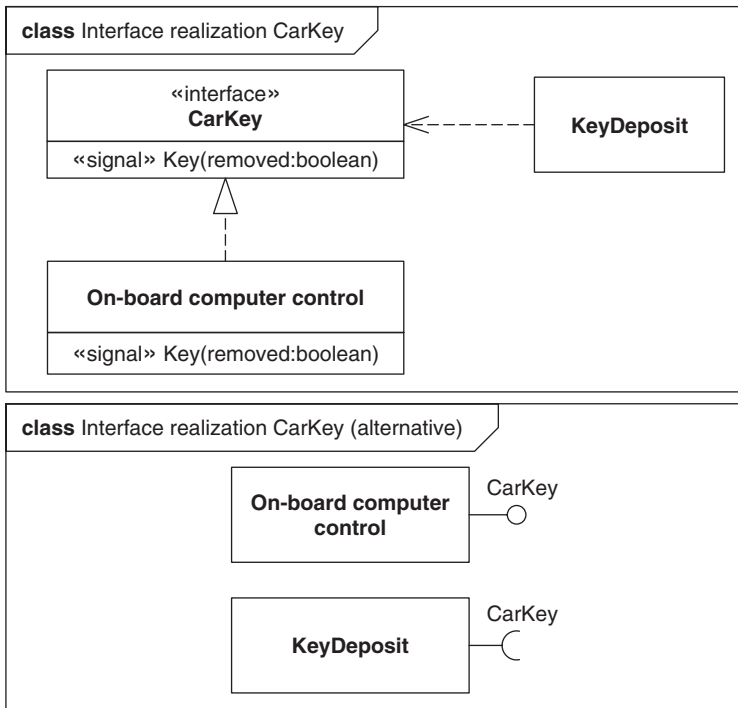 class Interface realization CarKey
«interface»
CarKey
«signal» Key(removed:boolean)
KeyDeposit
On-board computer control
«signal» Key(removed:boolean)
class Interface realization CarKey (alternative)
On-board computer
control
CarKey
KeyDeposit
CarKey